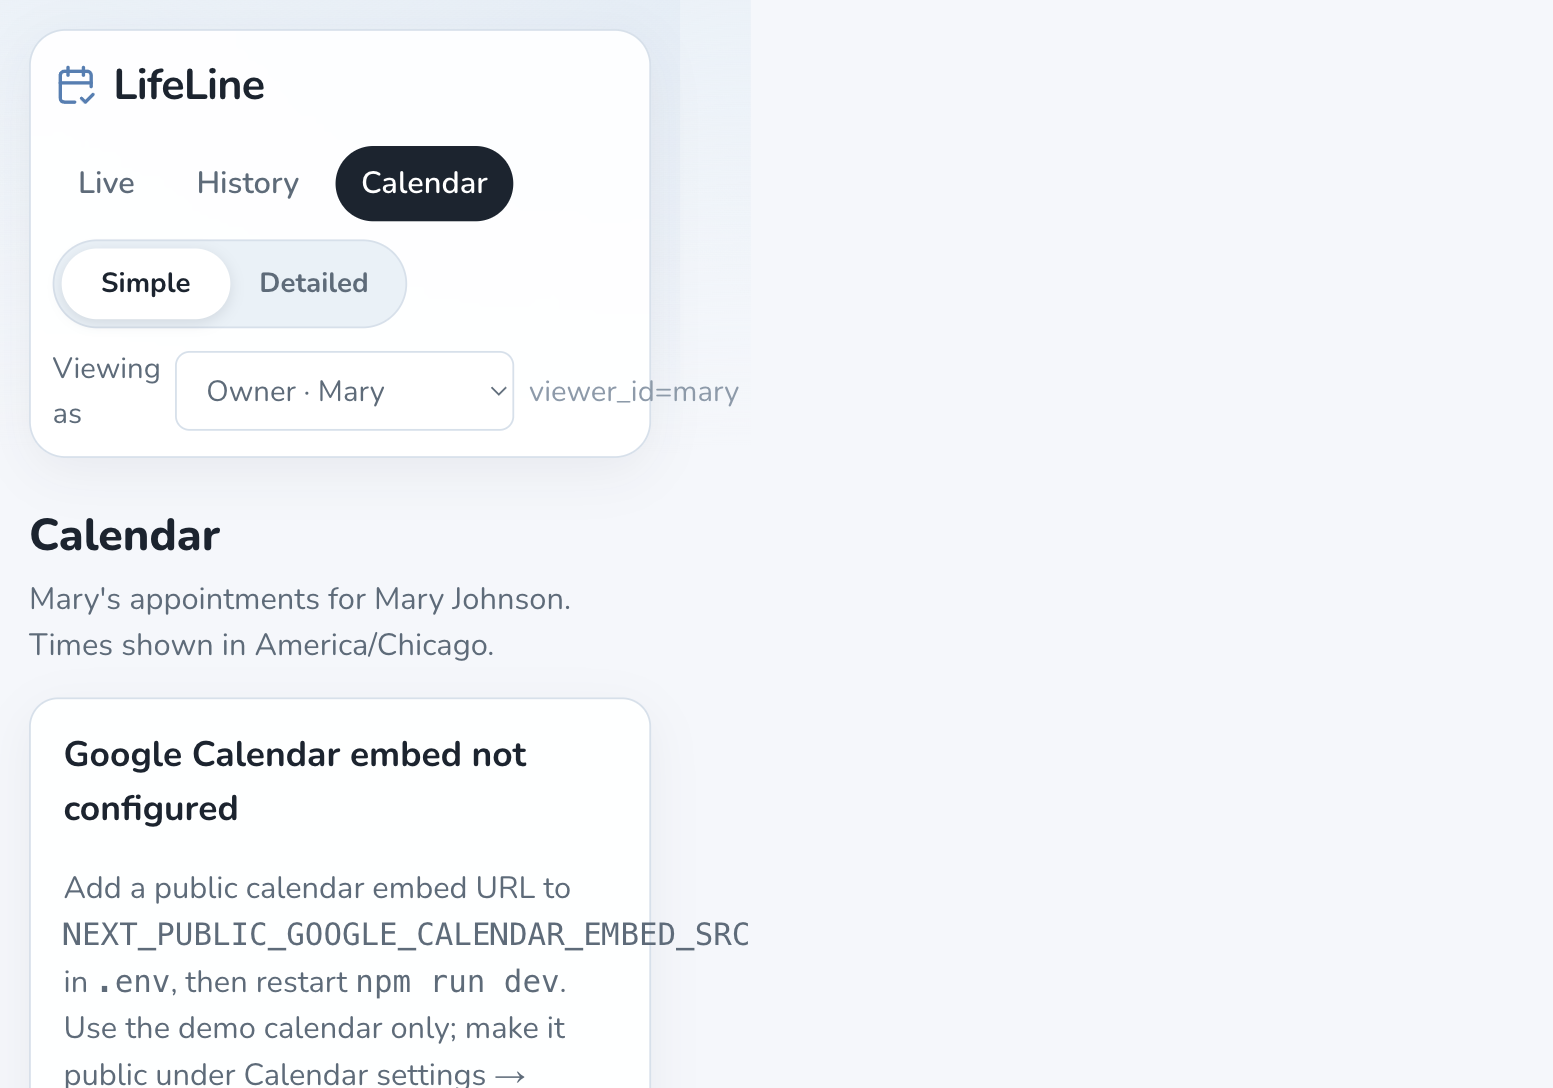 LifeLine
Live History Calendar
Simple Detailed
Viewing as Owner · Mary viewer_id=mary
Calendar
Mary's appointments for Mary Johnson.
Times shown in America/Chicago.
Google Calendar embed not
configured
Add a public calendar embed URL to
NEXT_PUBLIC_GOOGLE_CALENDAR_EMBED_SRC
in .env, then restart npm run dev.
Use the demo calendar only; make it
public under Calendar settings →